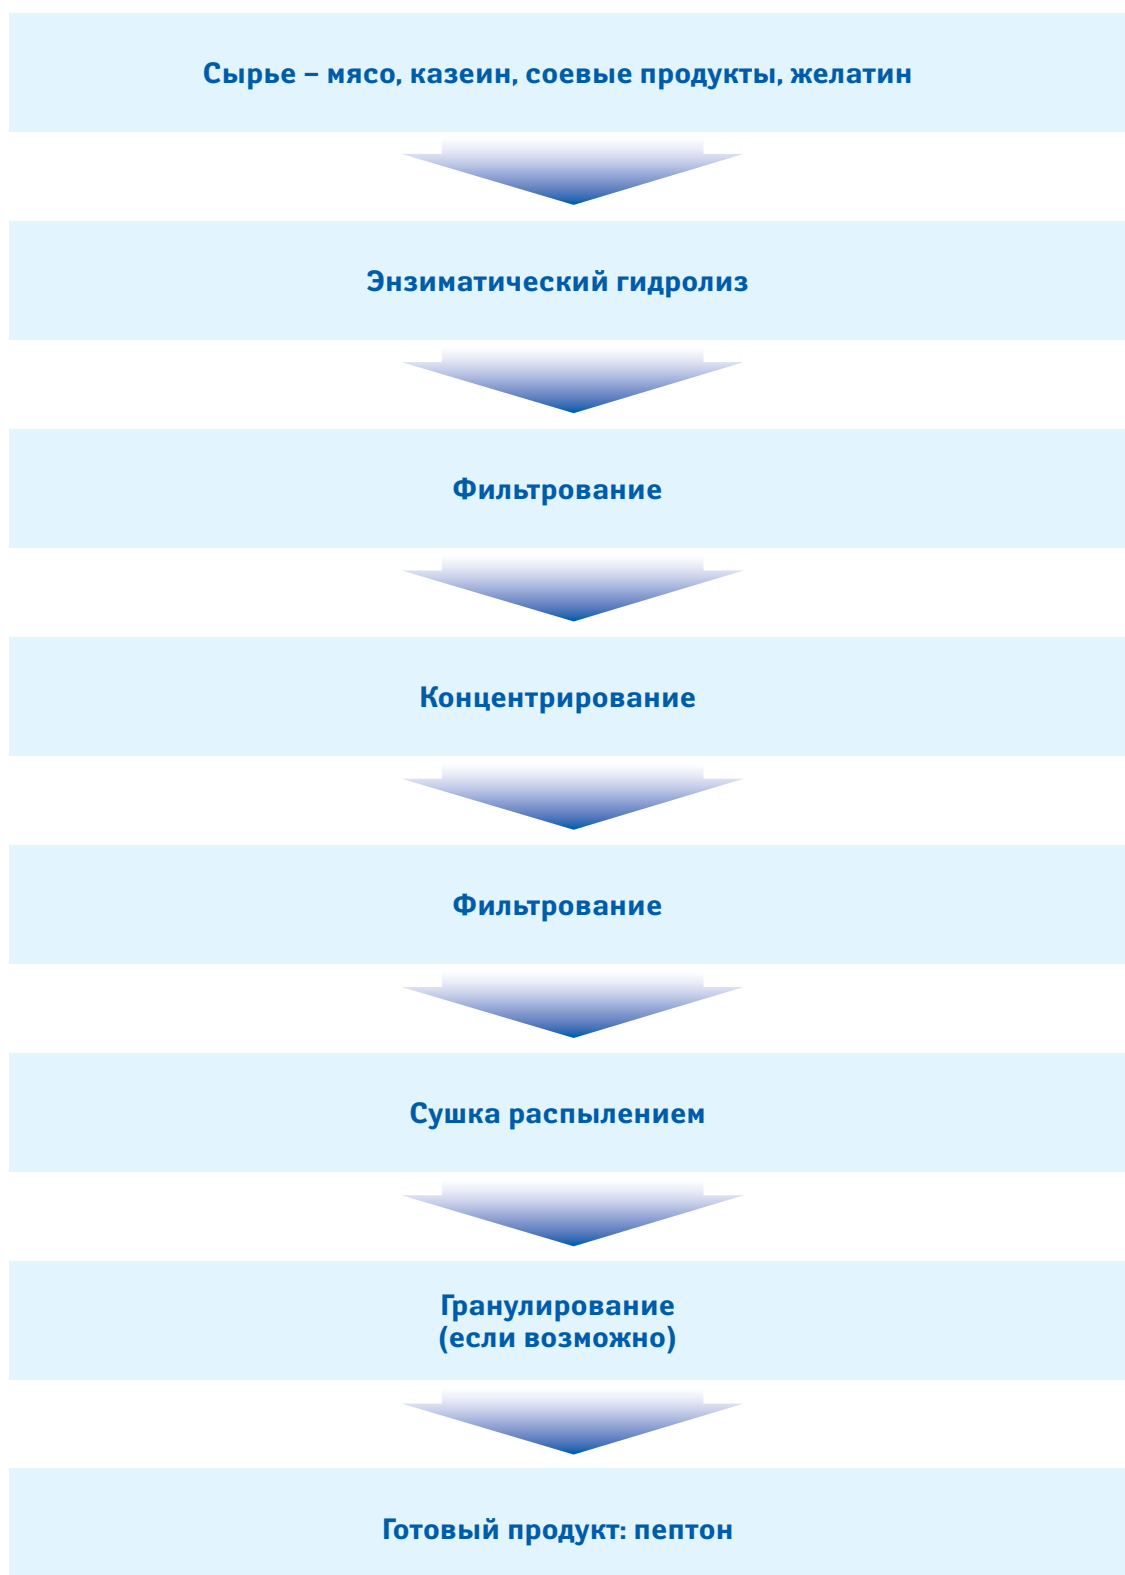 Сырье – мясо, казеин, соевые продукты, желатин
Энзиматический гидролиз
Фильтрование
Концентрирование
Фильтрование
Сушка распылением
Гранулирование
(если возможно)
Готовый продукт: пептон